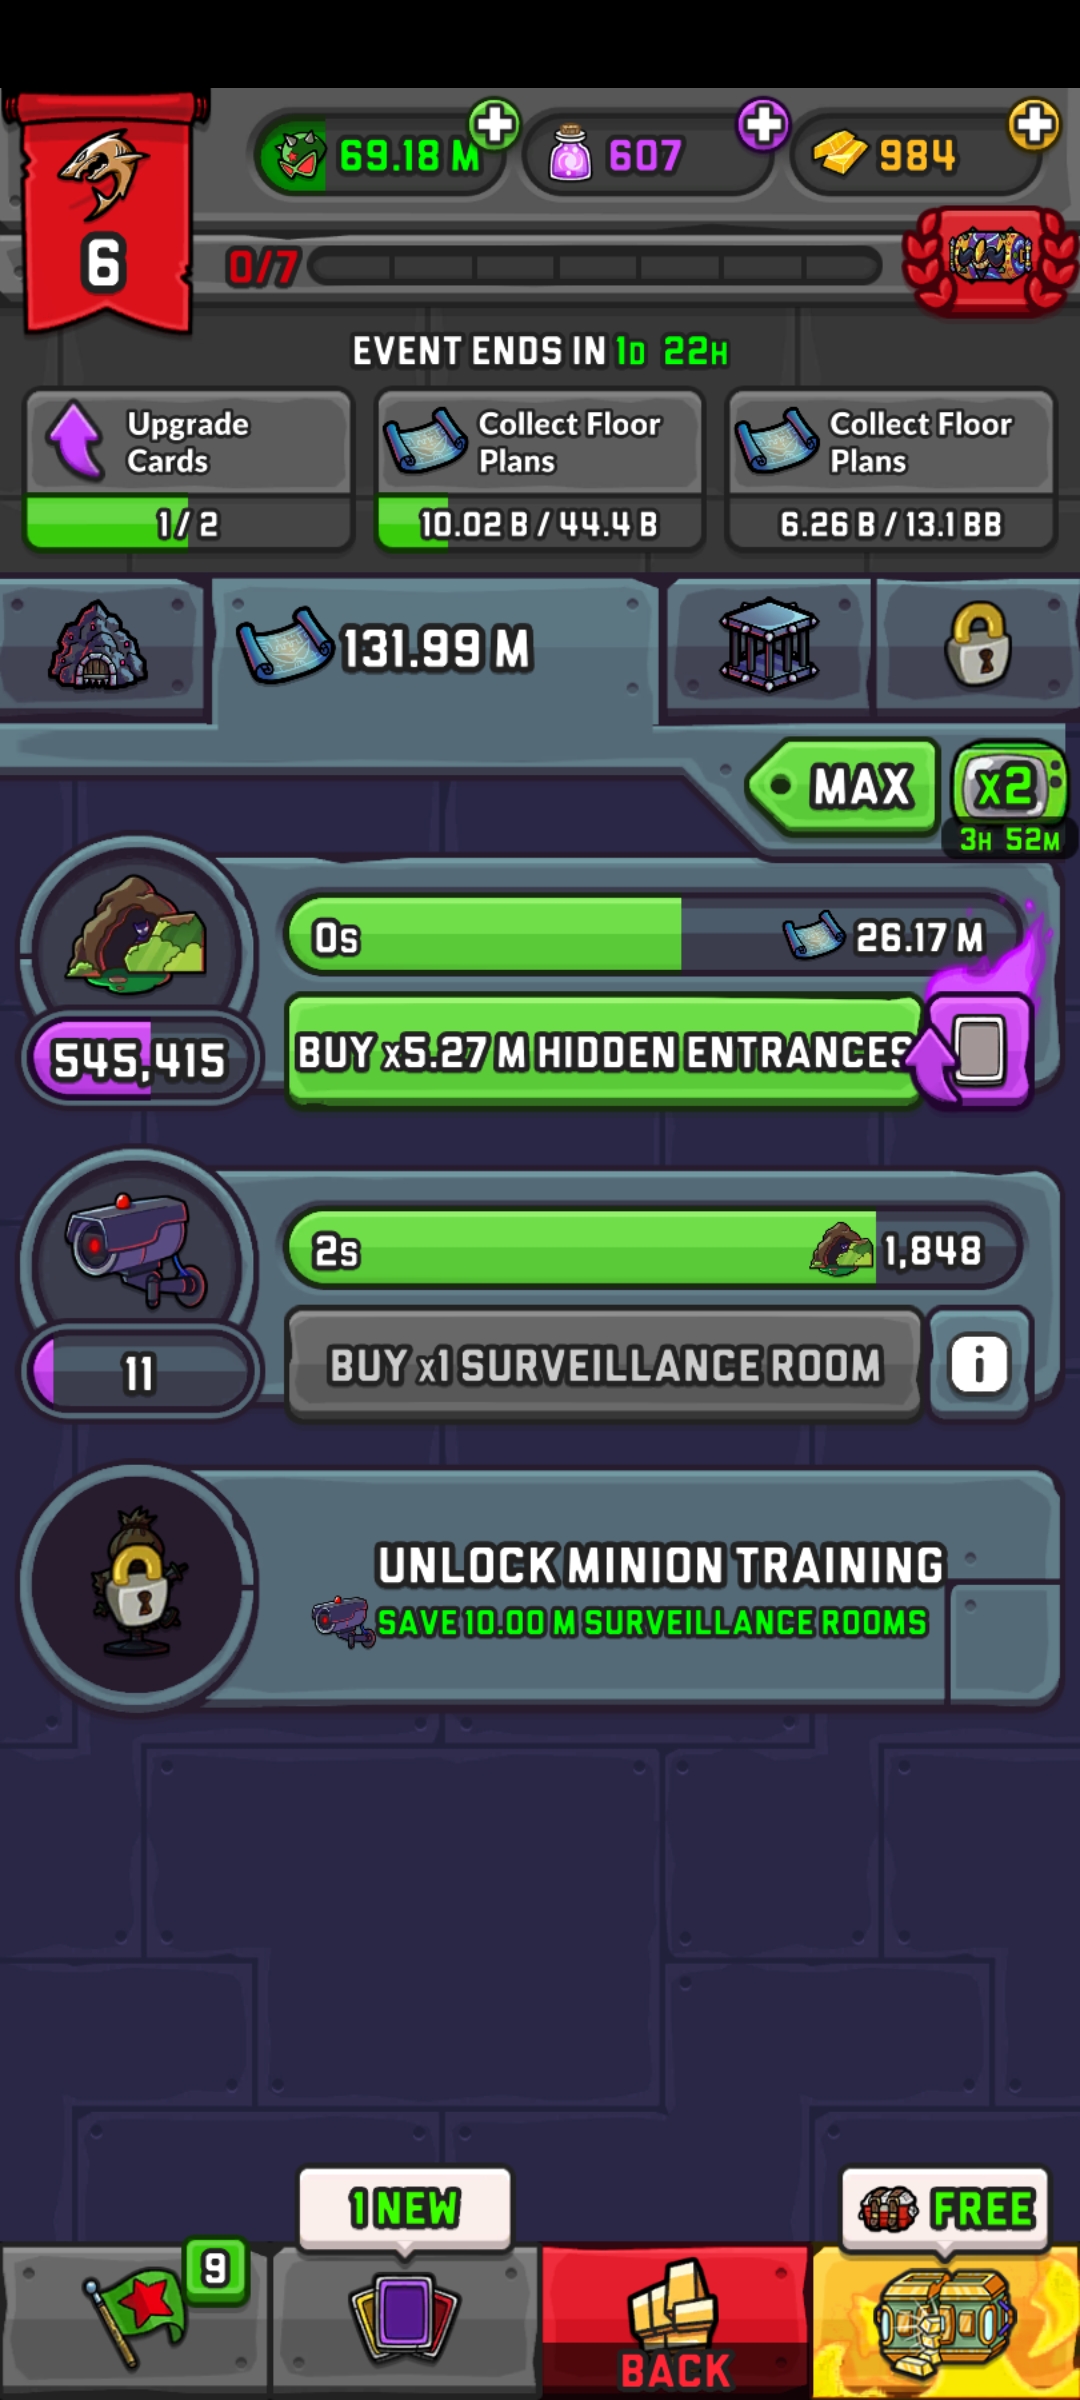 69.18 M
607
984
6
0/7
EVENT ENDS IN 1D 22H
Upgrade
Cards
1 / 2
Collect Floor
Plans
10.02 B / 44.4 B
Collect Floor
Plans
6.26 B / 13.1 BB
131.99 M
MAX
x2
3H 52M
0s
26.17 M
545,415
BUY x5.27 M HIDDEN ENTRANCES
2s
1,848
11
BUY x1 SURVEILLANCE ROOM
i
UNLOCK MINION TRAINING
SAVE 10.00 M SURVEILLANCE ROOMS
1 NEW
FREE
9
BACK